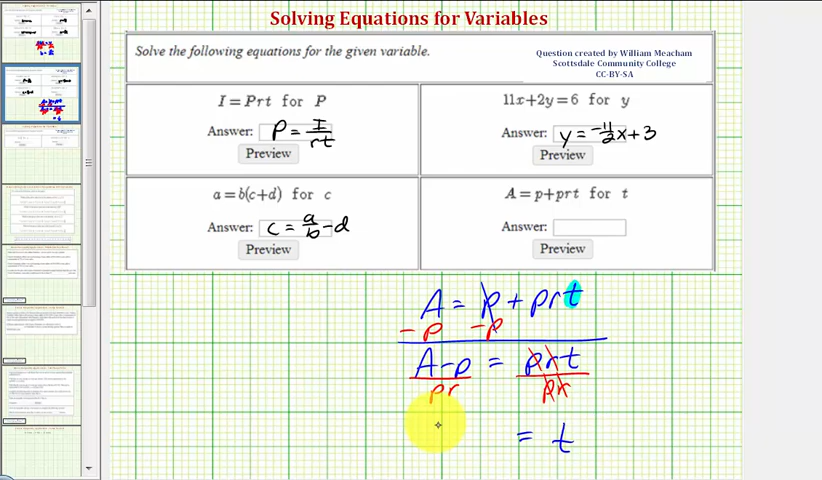 Solving Equations for Variables
Solve the following equations for the given variable.
Question created by William Meacham
Scottsdale Community College
CC-BY-SA
I = Prt for P
Answer: P = I/rt
Preview
11x+2y=6 for y
Answer: y = -11/2 x + 3
Preview
a=b(c+d) for c
Answer: c = a/b - d
Preview
A=p+prt for t
Answer:
Preview
A = p + prt
-p -p
A-p = prt
pr pr
= t